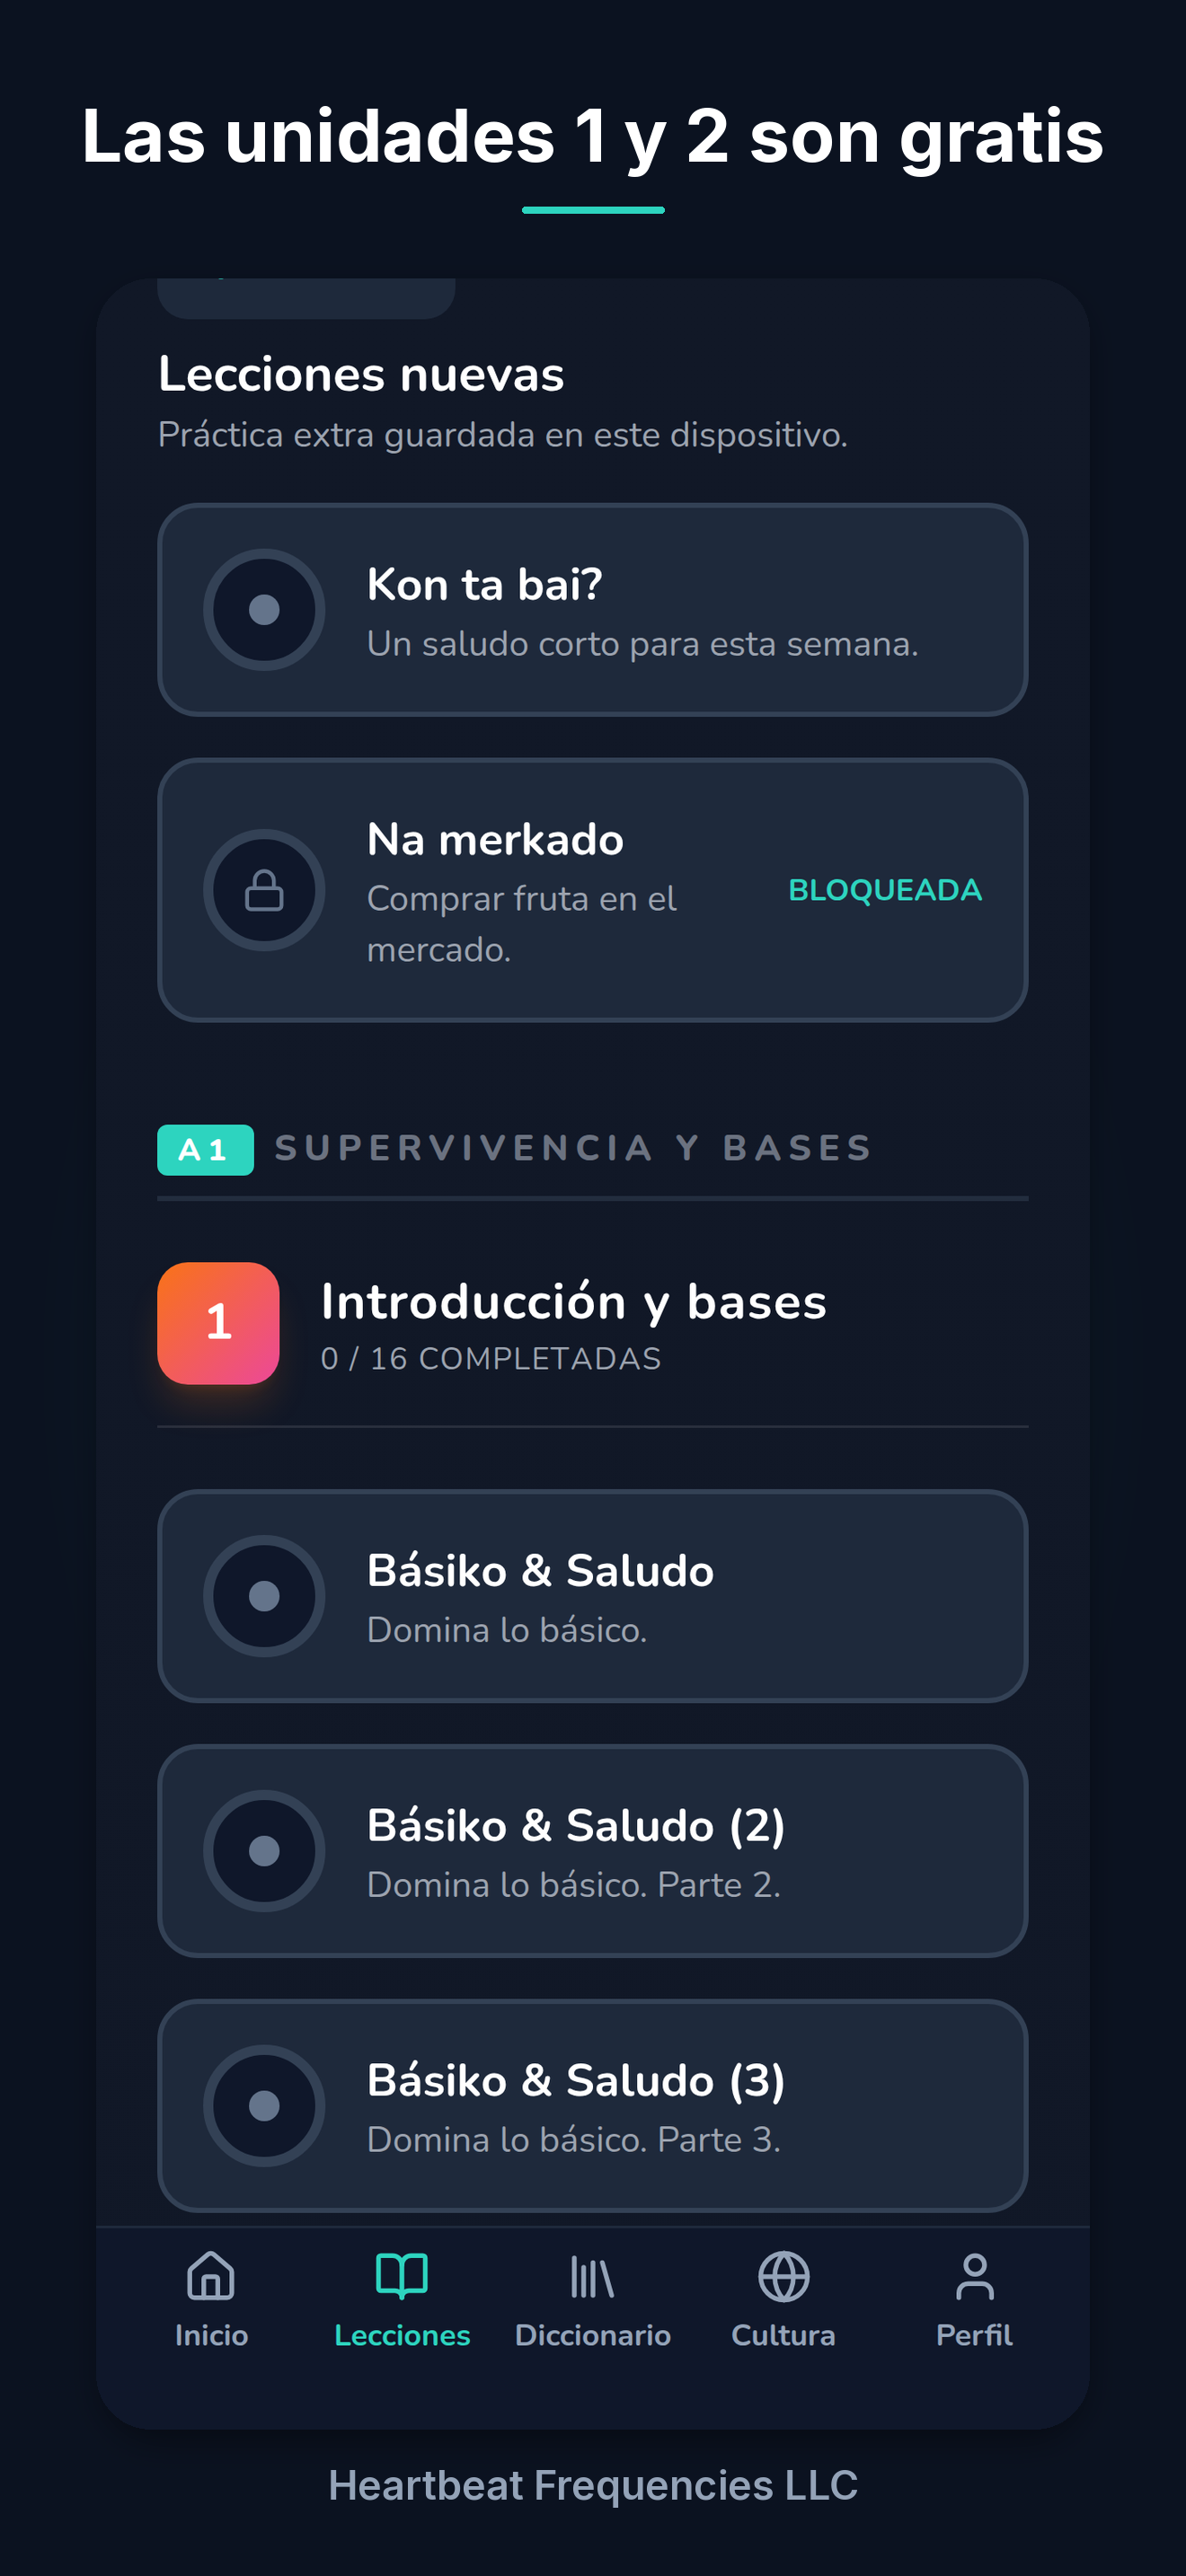 Las unidades 1 y 2 son gratis
Lecciones nuevas
Práctica extra guardada en este dispositivo.
Kon ta bai?
Un saludo corto para esta semana.
Na merkado
Comprar fruta en el
mercado.
BLOQUEADA
A1 SUPERVIVENCIA Y BASES
1
Introducción y bases
0 / 16 COMPLETADAS
Básiko & Saludo
Domina lo básico.
Básiko & Saludo (2)
Domina lo básico. Parte 2.
Básiko & Saludo (3)
Domina lo básico. Parte 3.
Inicio Lecciones Diccionario Cultura Perfil
Heartbeat Frequencies LLC